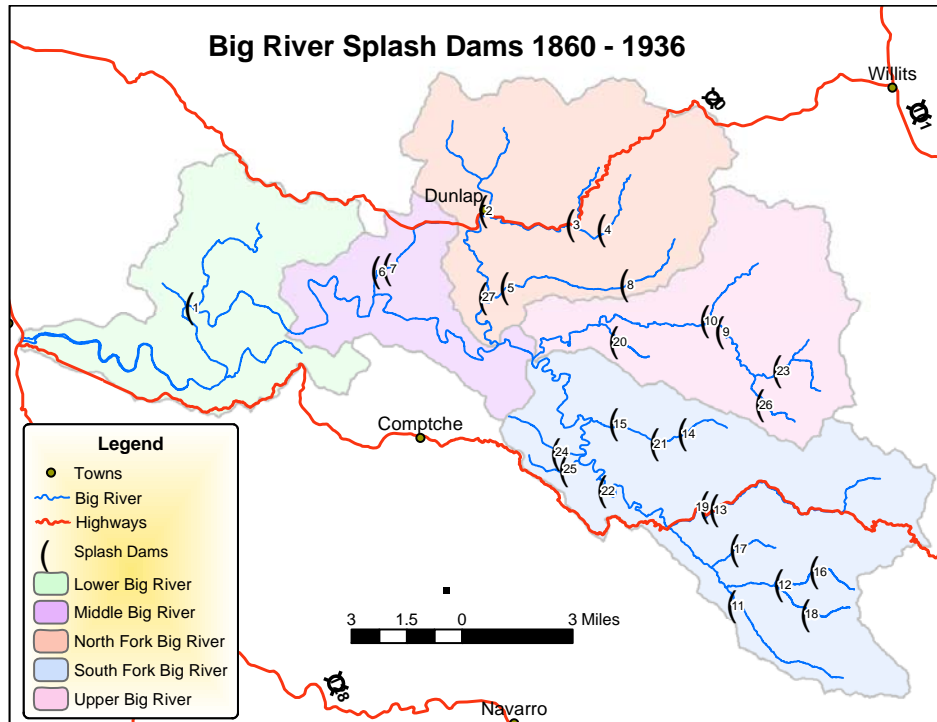 Big River Splash Dams 1860 - 1936
Willits
20
101
Dunlap
2
3
4
6
7
5
8
27
1
10
9
20
23
26
Comptche
15
21
14
24
25
22
19
13
17
16
12
11
18
Legend
Towns
Big River
Highways
Splash Dams
Lower Big River
Middle Big River
North Fork Big River
South Fork Big River
Upper Big River
3 1.5 0 3 Miles
Navarro